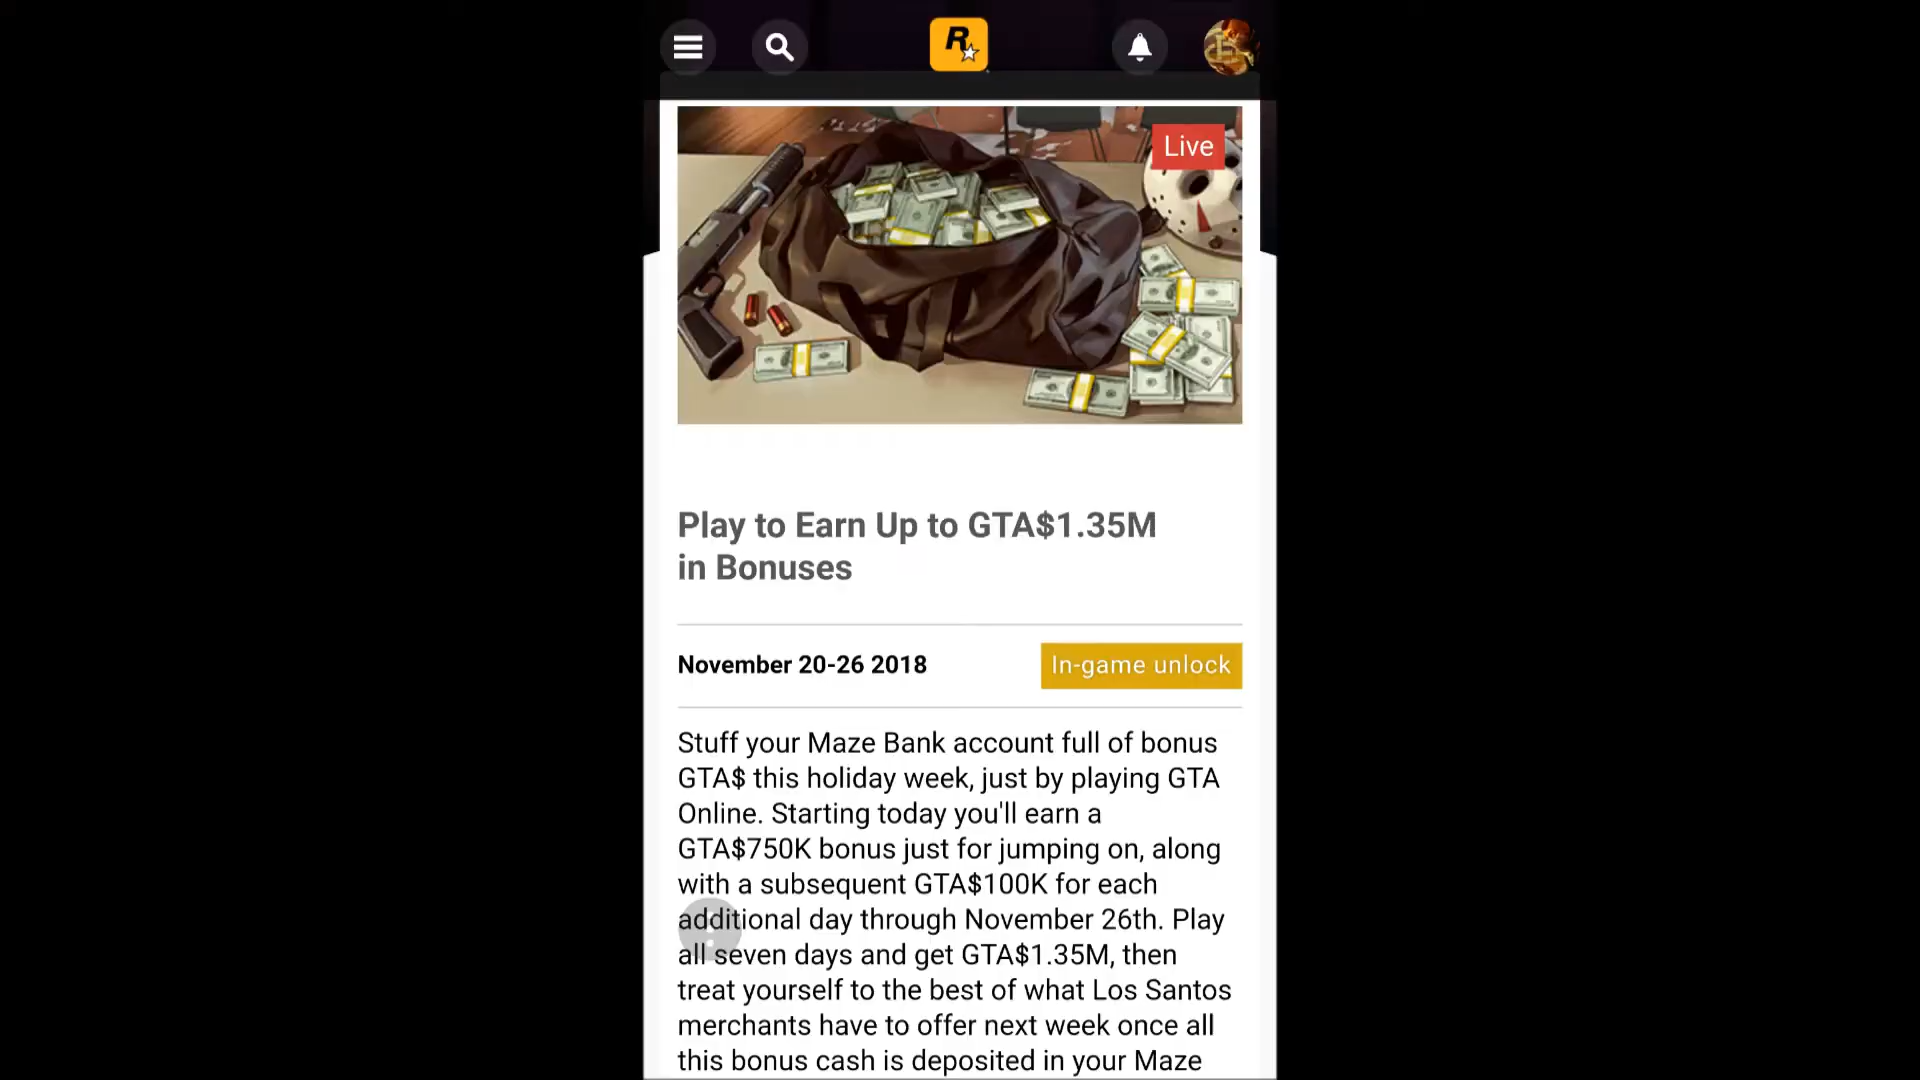 R
Live
Play to Earn Up to GTA$1.35M
in Bonuses
November 20-26 2018
In-game unlock
Stuff your Maze Bank account full of bonus
GTA$ this holiday week, just by playing GTA
Online. Starting today you'll earn a
GTA$750K bonus just for jumping on, along
with a subsequent GTA$100K for each
additional day through November 26th. Play
all seven days and get GTA$1.35M, then
treat yourself to the best of what Los Santos
merchants have to offer next week once all
this bonus cash is deposited in your Maze